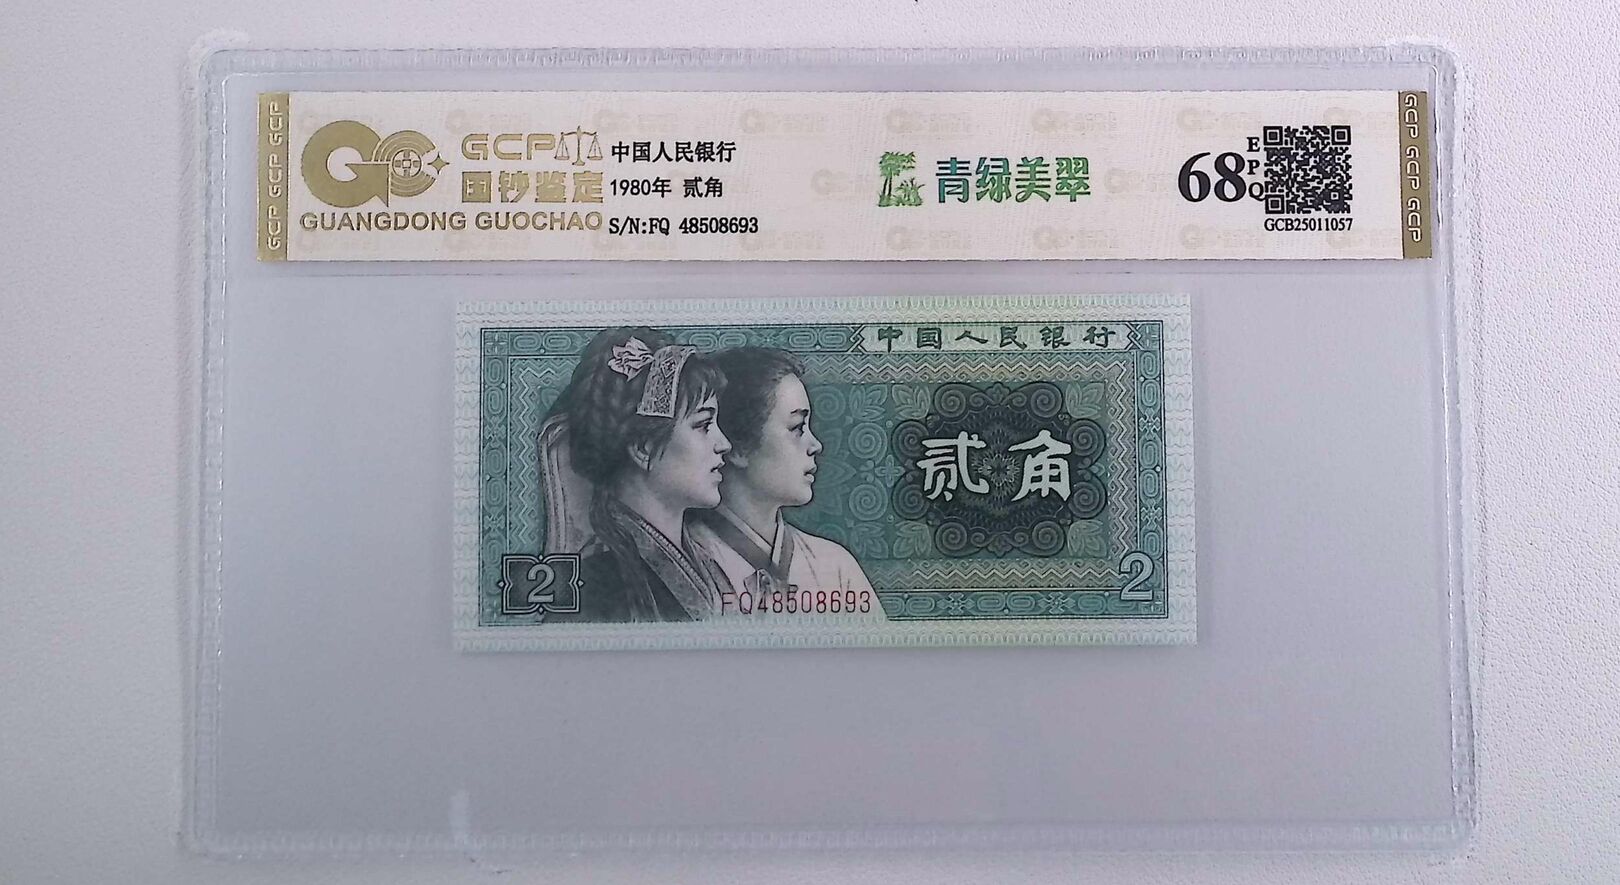 GCP GCP GCP
GCP
国钞鉴定
GUANGDONG GUOCHAO
中国人民银行
1980年 贰角
S/N:FQ 48508693
青绿美翠
68
EPQ
GCB25011057
GCP GCP GCP
中国人民银行
贰角
2
2
FQ48508693